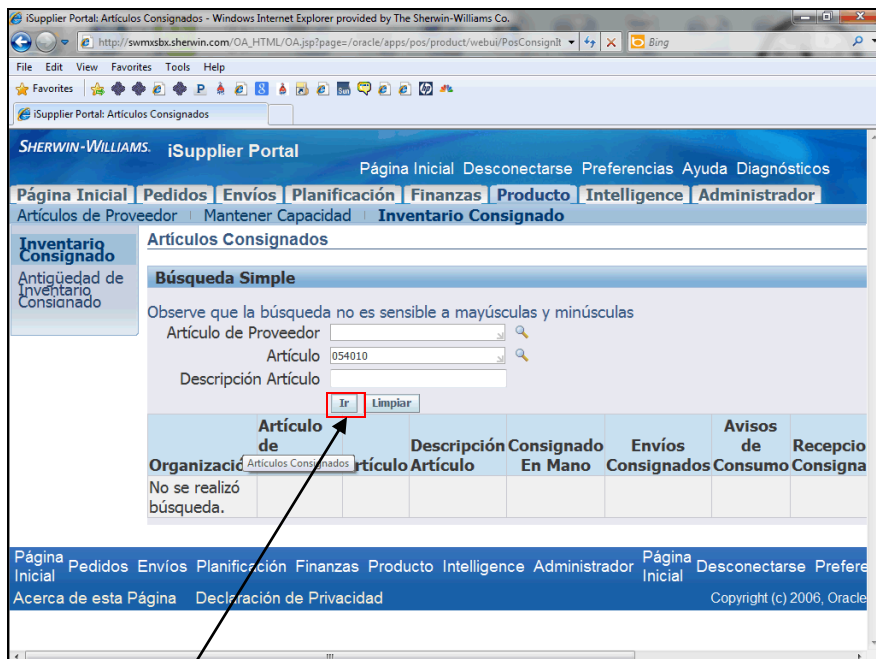 iSupplier Portal: Artículos Consignados - Windows Internet Explorer provided by The Sherwin-Williams Co.
http://swmxsbx.sherwin.com/OA_HTML/OA.jsp?page=/oracle/apps/pos/product/webui/PosConsignIt
Bing
File Edit View Favorites Tools Help
Favorites
iSupplier Portal: Artículos Consignados
SHERWIN-WILLIAMS. iSupplier Portal
Página Inicial Desconectarse Preferencias Ayuda Diagnósticos
Página Inicial Pedidos Envíos Planificación Finanzas Producto Intelligence Administrador
Artículos de Proveedor | Mantener Capacidad | Inventario Consignado
Inventario
Consignado
Antigüedad de
Inventario
Consignado
Artículos Consignados
Búsqueda Simple
Observe que la búsqueda no es sensible a mayúsculas y minúsculas
Artículo de Proveedor
Artículo 054010
Descripción Artículo
Ir Limpiar
Artículo Avisos
de Descripción Consignado Envíos de Recepcio
Organizació rtículo Artículo En Mano Consignados Consumo Consigna
Artículos Consignados
No se realizó
búsqueda.
Página Inicial Pedidos Envíos Planificación Finanzas Producto Intelligence Administrador Página Inicial Desconectarse Prefere
Acerca de esta Página Declaración de Privacidad Copyright (c) 2006, Oracle